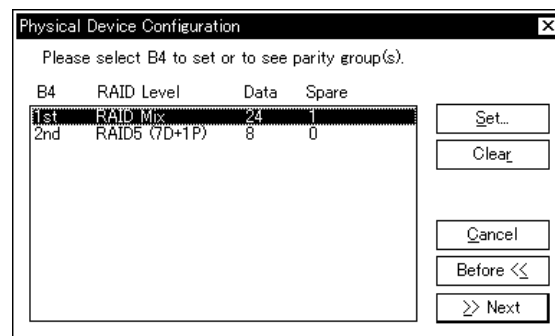 Physical Device Configuration
Please select B4 to set or to see parity group(s).
B4 RAID Level Data Spare
1st RAID Mix 24 1
2nd RAID5 (7D+1P) 8 0
Set...
Clear
Cancel
Before <<
>> Next